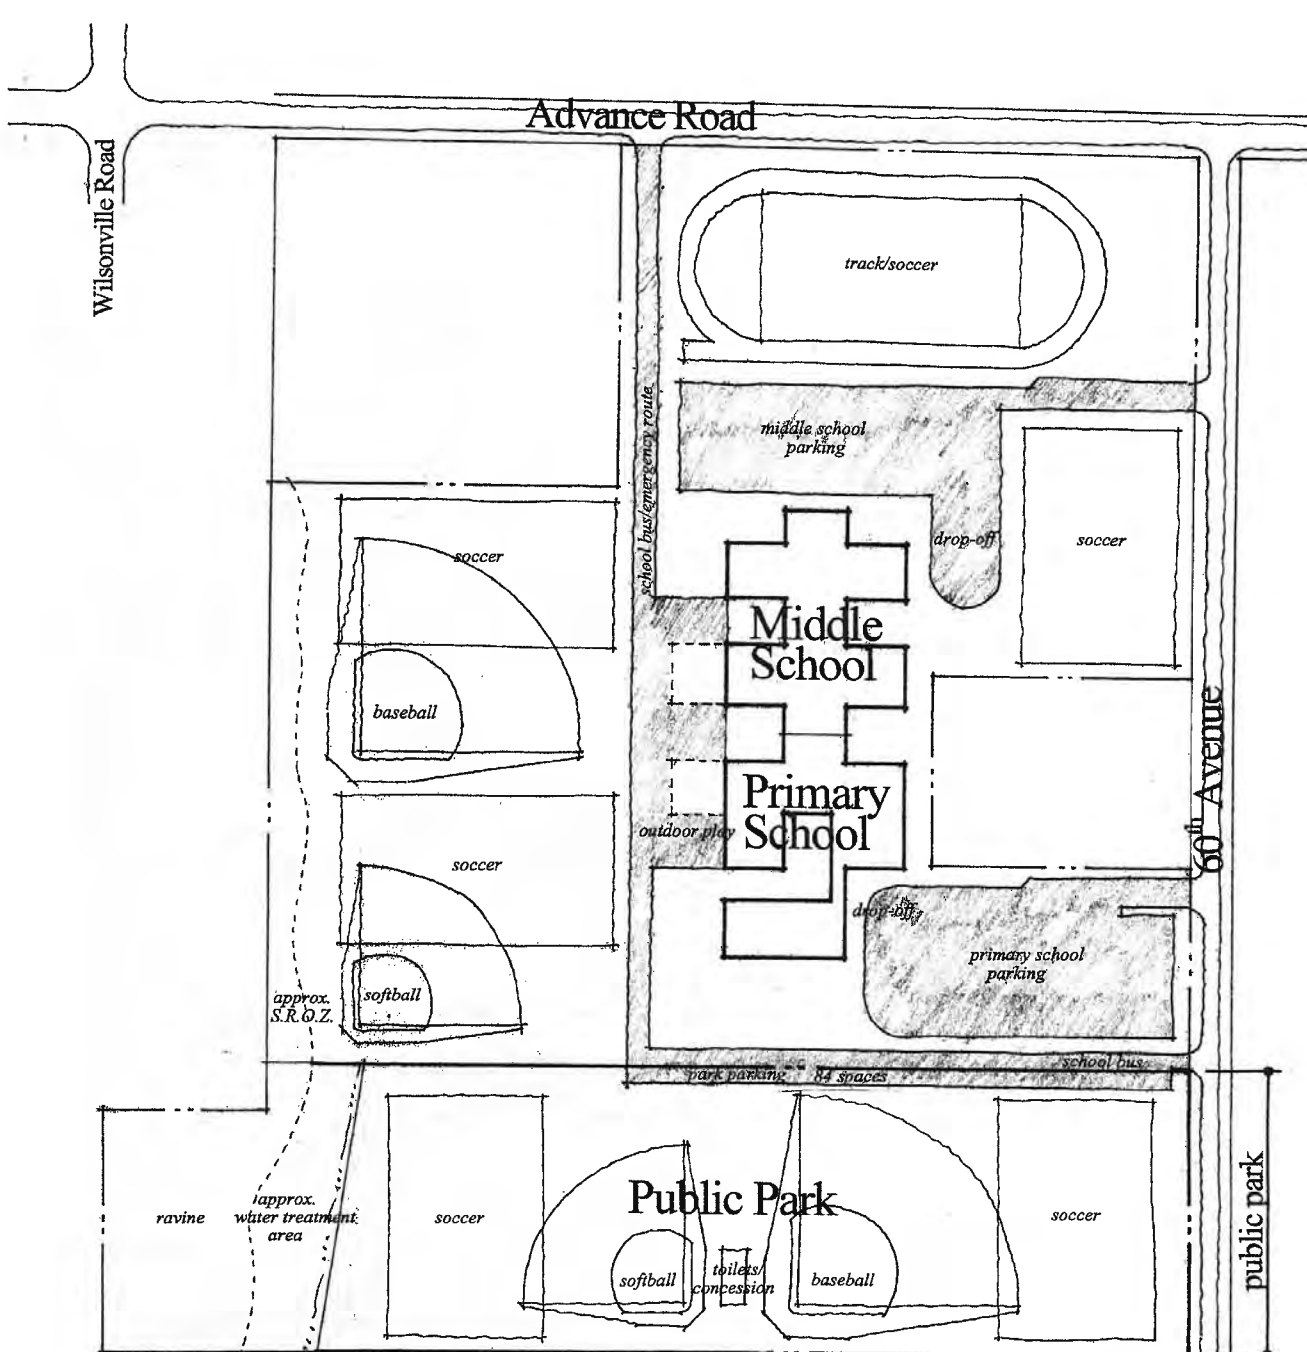 Advance Road
Wilsonville Road
track/soccer
school bus/emergency route
middle school
parking
drop-off
soccer
soccer
Middle
School
baseball
60th Avenue
Primary
School
outdoor play
soccer
drop-off
primary school
parking
softball
approx.
S.R.O.Z.
school bus
park parking 84 spaces
public park
Public Park
approx.
water treatment
area
ravine
soccer
soccer
softball
toilets/
concession
baseball